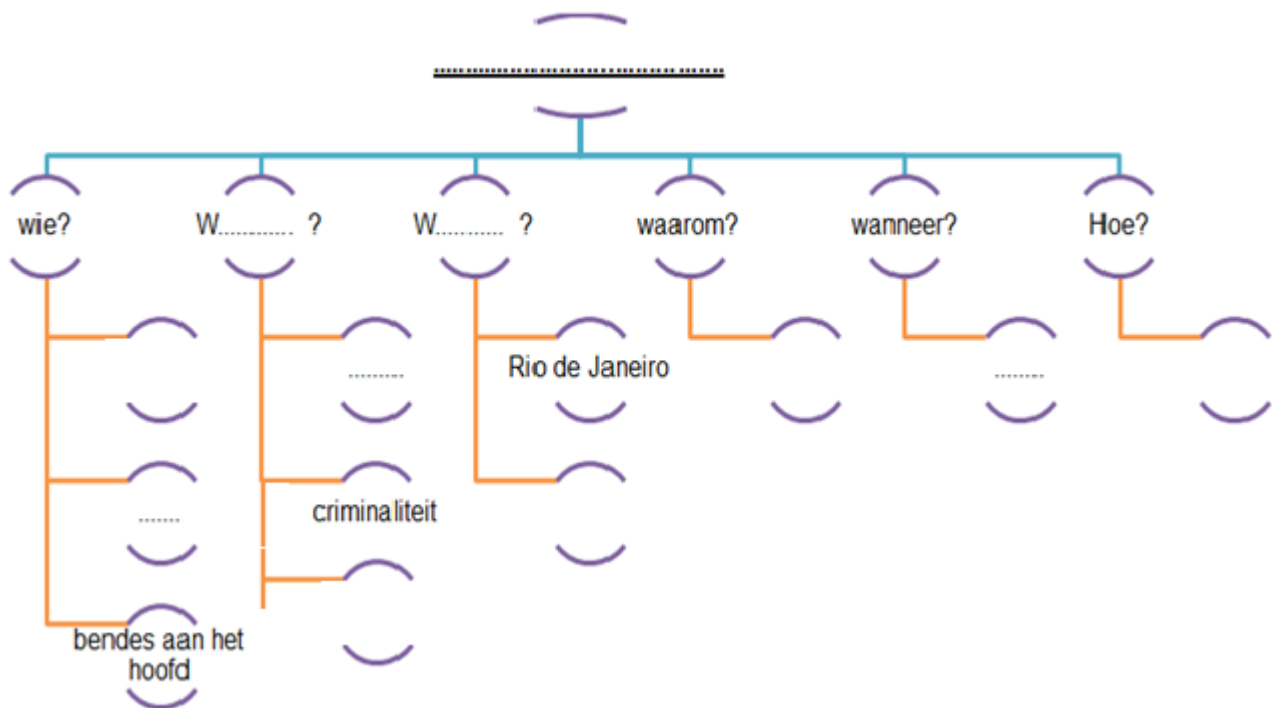 ............................................
wie?
W............ ?
W........... ?
waarom?
wanneer?
Hoe?
..........
Rio de Janeiro
.........
.......
criminaliteit
bendes aan het
hoofd